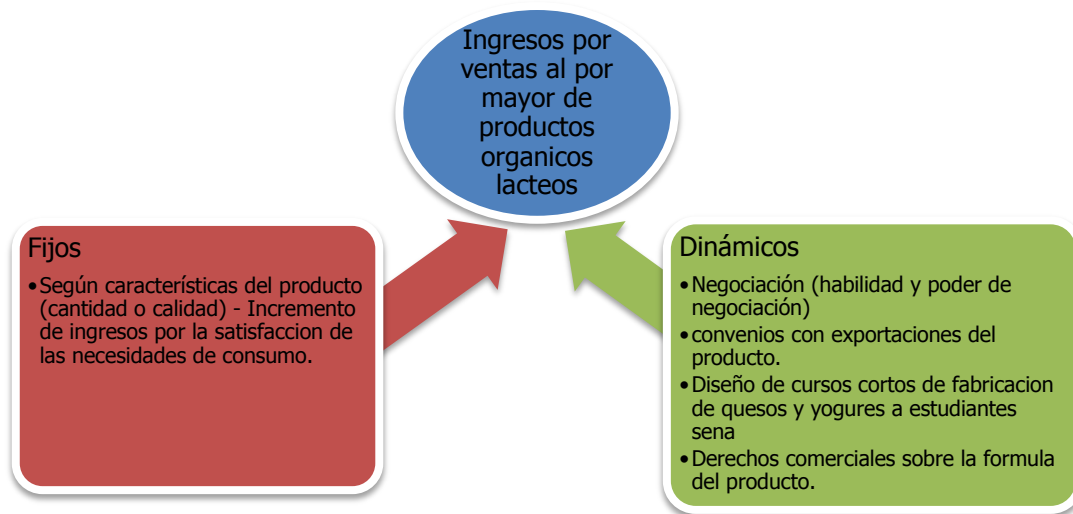 Ingresos por
ventas al por
mayor de
productos
organicos
lacteos
Fijos
•Según características del producto
(cantidad o calidad) - Incremento
de ingresos por la satisfaccion de
las necesidades de consumo.
Dinámicos
•Negociación (habilidad y poder de
negociación)
•convenios con exportaciones del
producto.
•Diseño de cursos cortos de fabricacion
de quesos y yogures a estudiantes
sena
•Derechos comerciales sobre la formula
del producto.